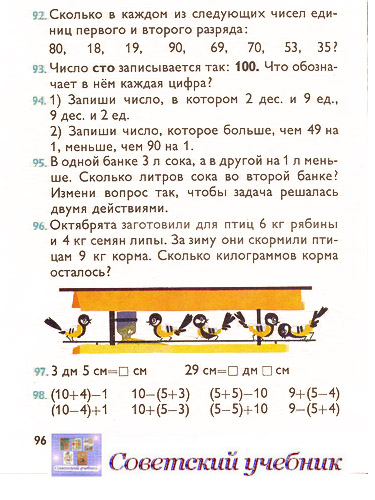 92. Сколько в каждом из следующих чисел еди-
ниц первого и второго разряда:
80, 18, 19, 90, 69, 70, 53, 35?
93. Число сто записывается так: 100. Что обозна-
чает в нём каждая цифра?
94. 1) Запиши число, в котором 2 дес. и 9 ед.,
9 дес. и 2 ед.
2) Запиши число, которое больше, чем 49 на
1, меньше, чем 90 на 1.
95. В одной банке 3 л сока, а в другой на 1 л мень-
ше. Сколько литров сока во второй банке?
Измени вопрос так, чтобы задача решалась
двумя действиями.
96. Октябрята заготовили для птиц 6 кг рябины
и 4 кг семян липы. За зиму они скормили пти-
цам 9 кг корма. Сколько килограммов корма
осталось?
97. 3 дм 5 см=□ см 29 см=□ дм □ см
98. (10+4)−1 10−(5+3) (5+5)−10 9+(5−4)
(10−4)+1 10+(5−3) (5−5)+10 9−(5+4)
96
Советский учебник